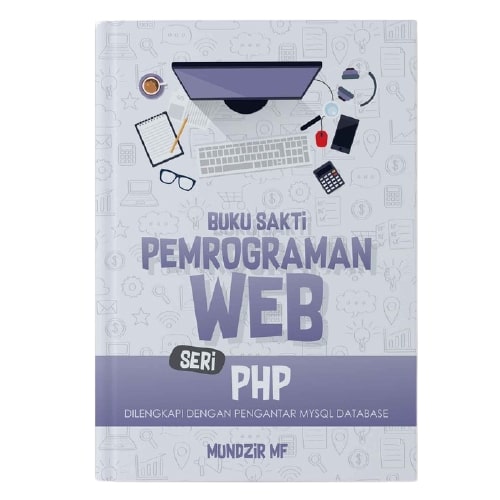 BUKU SAKTi
PEMROGRAMAN
WEB
SERi
PHP
DILENGKAPI DENGAN PENGANTAR MYSQL DATABASE
MUNDZiR MF